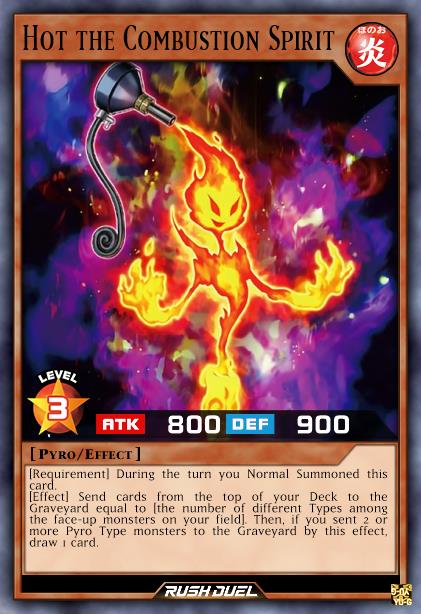 HOT THE COMBUSTION SPIRIT
ほのお
炎
LEVEL
3
ATK 800 DEF 900
[PYRO/EFFECT]
[Requirement] During the turn you Normal Summoned this
card.
[Effect] Send cards from the top of your Deck to the
Graveyard equal to [the number of different Types among
the face-up monsters on your field]. Then, if you sent 2 or
more Pyro Type monsters to the Graveyard by this effect,
draw 1 card.
RUSH DUEL